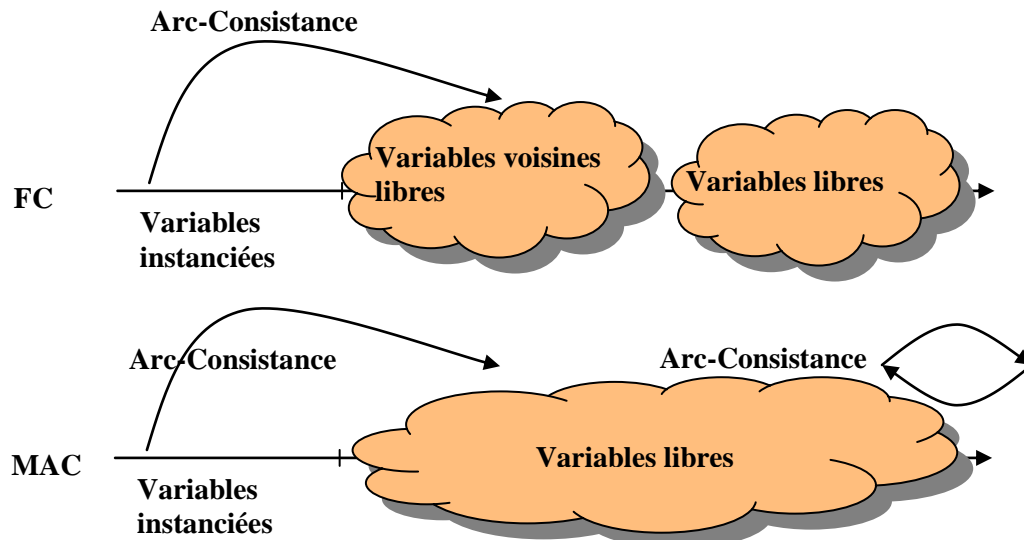 Arc-Consistance
Variables voisines
libres
Variables libres
FC
Variables
instanciées
Arc-Consistance
Arc-Consistance
Variables libres
MAC
Variables
instanciées